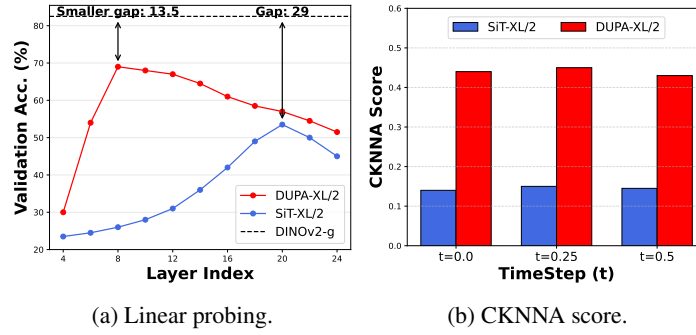 Smaller gap: 13.5
Gap: 29
Validation Acc. (%)
80
70
60
50
40
30
20
DUPA-XL/2
SiT-XL/2
DINOv2-g
4 8 12 16 20 24
Layer Index
(a) Linear probing.
SiT-XL/2 DUPA-XL/2
CKNNA Score
0.6
0.5
0.4
0.3
0.2
0.1
0.0
t=0.0 t=0.25 t=0.5
TimeStep (t)
(b) CKNNA score.